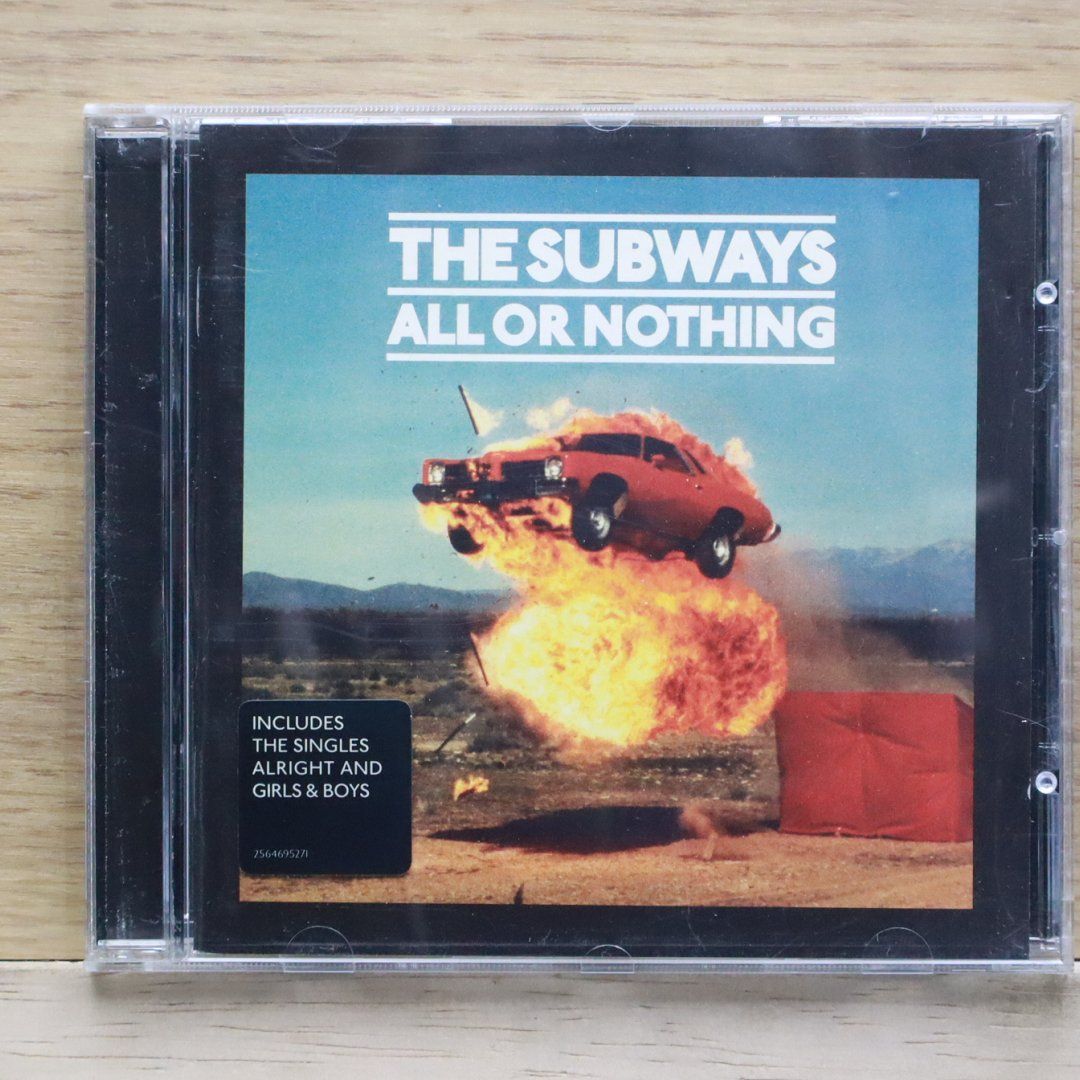 THE SUBWAYS
ALL OR NOTHING
INCLUDES
THE SINGLES
ALRIGHT AND
GIRLS & BOYS
2564695271